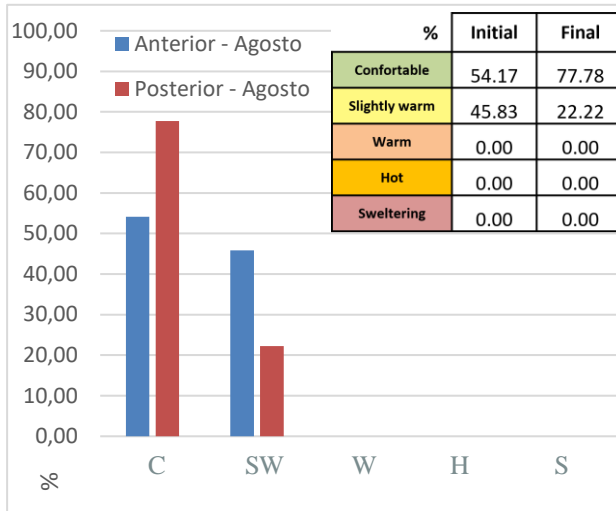 100,00
90,00
80,00
70,00
60,00
50,00
40,00
30,00
20,00
10,00
0,00
%
Anterior - Agosto
Posterior - Agosto
% Initial Final
Confortable 54.17 77.78
Slightly warm 45.83 22.22
Warm 0.00 0.00
Hot 0.00 0.00
Sweltering 0.00 0.00
C SW W H S